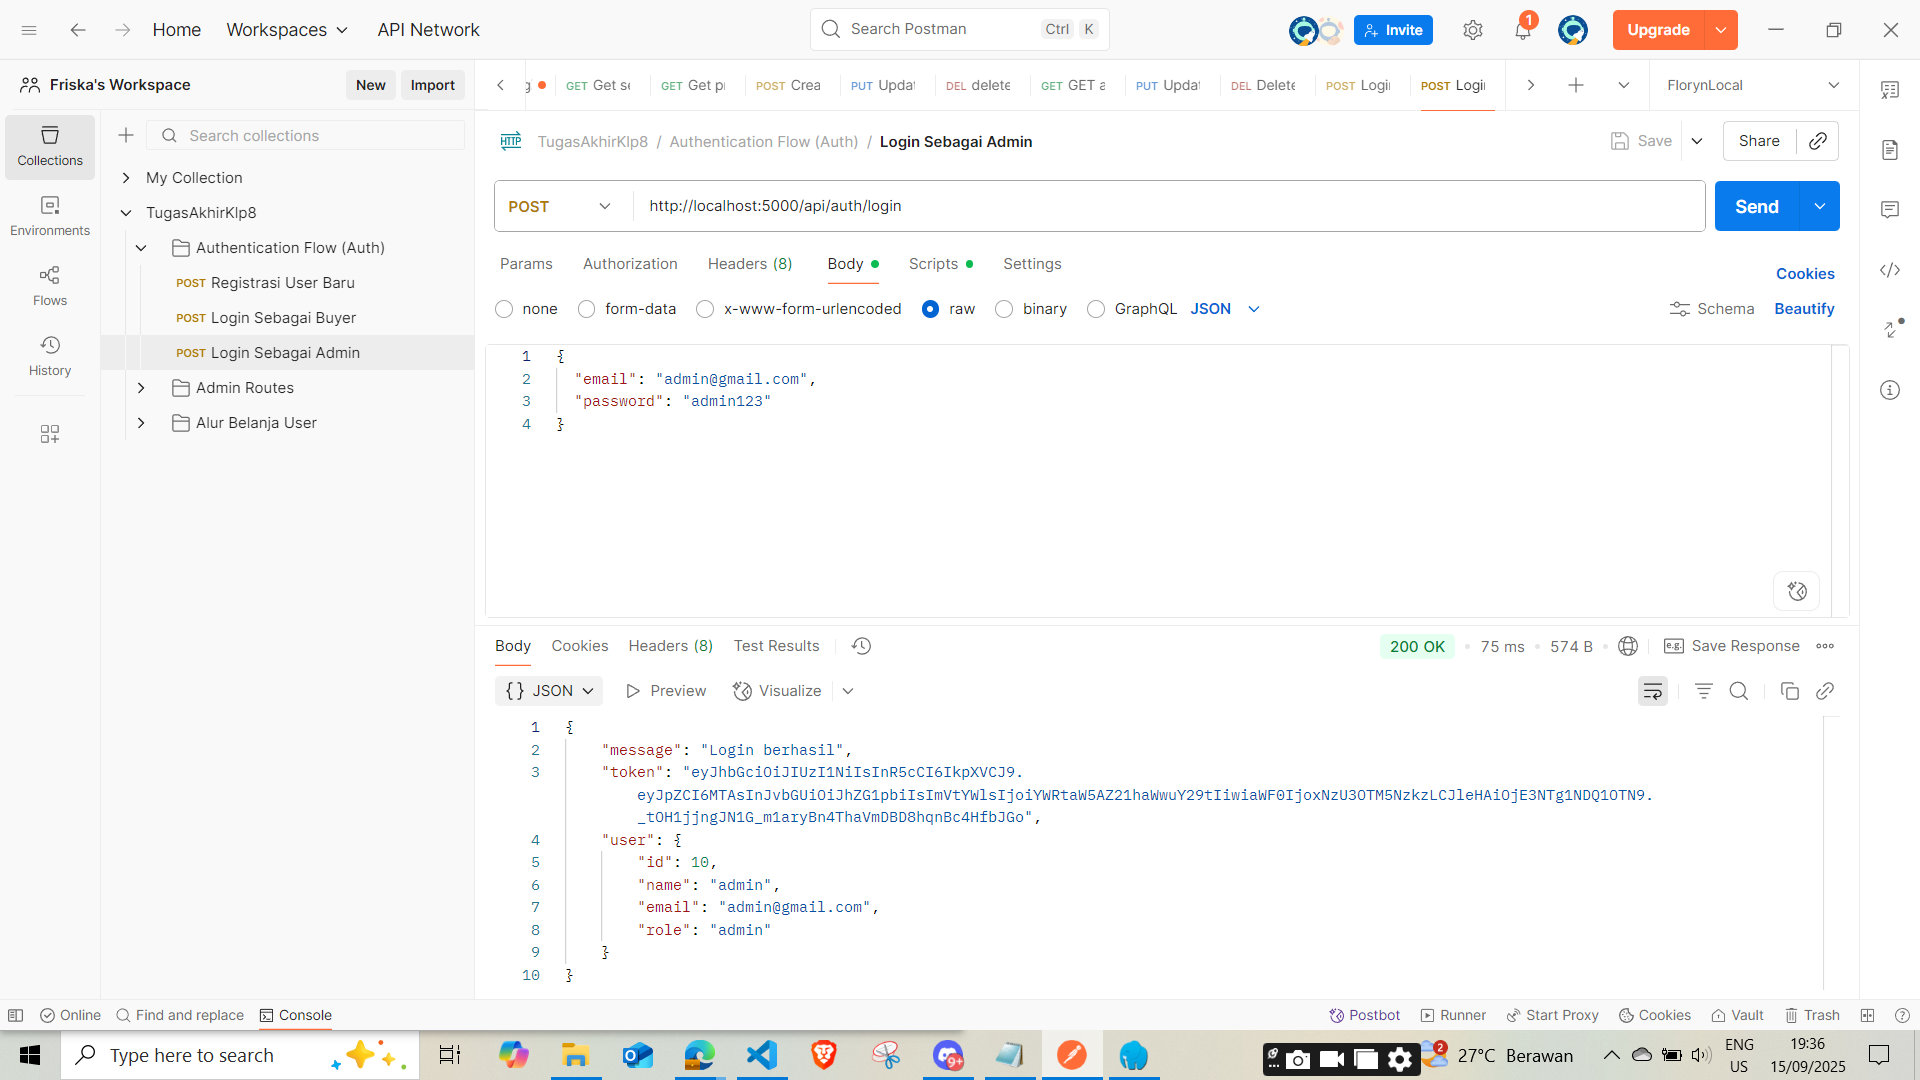 Home Workspaces API Network Search Postman Ctrl K Invite 1 Upgrade
Friska's Workspace New Import
GET Get se GET Get pr POST Crea PUT Updat DEL delete GET GET a PUT Updat DEL Delete POST Logi POST Logi FlorynLocal
Collections
Environments
Flows
History
Search collections
My Collection
TugasAkhirKlp8
Authentication Flow (Auth)
POST Registrasi User Baru
POST Login Sebagai Buyer
POST Login Sebagai Admin
Admin Routes
Alur Belanja User
HTTP TugasAkhirKlp8 / Authentication Flow (Auth) / Login Sebagai Admin Save Share
POST http://localhost:5000/api/auth/login Send
Params Authorization Headers (8) Body Scripts Settings Cookies
none form-data x-www-form-urlencoded raw binary GraphQL JSON Schema Beautify
1 {
2 "email": "admin@gmail.com",
3 "password": "admin123"
4 }
Body Cookies Headers (8) Test Results 200 OK • 75 ms • 574 B • e.g. Save Response
{} JSON Preview Visualize
1 {
2 "message": "Login berhasil",
3 "token": "eyJhbGciOiJIUzI1NiIsInR5cCI6IkpXVCJ9.
eyJpZCI6MTAsInJvbGUiOiJhZG1pbiIsImVtYWlsIjoiYWRtaW5AZ21haWwuY29tIiwiaWF0IjoxNzU3OTM5NzkzLCJleHAiOjE3NTg1NDQ1OTN9.
_tOH1jjngJN1G_m1aryBn4ThaVmDBD8hqnBc4HfbJGo",
4 "user": {
5 "id": 10,
6 "name": "admin",
7 "email": "admin@gmail.com",
8 "role": "admin"
9 }
10 }
Online Find and replace Console Postbot Runner Start Proxy Cookies Vault Trash
Type here to search 9+ 2 27°C Berawan ENG US 19:36 15/09/2025